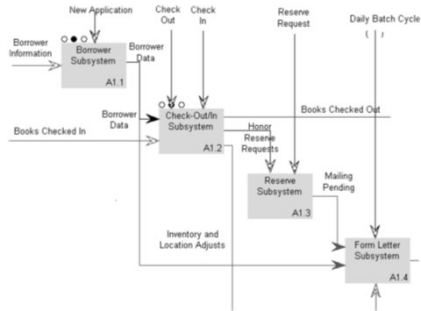 New Application
Check
Out
Check
In
Reserve
Request
Daily Batch Cycle
( )
Borrower
Information
Borrower
Subsystem
A1.1
Borrower
Data
Borrower
Data
Check-Out/In
Subsystem
A1.2
Books Checked Out
Books Checked In
Honor
Reserve
Requests
Reserve
Subsystem
A1.3
Mailing
Pending
Inventory and
Location Adjusts
Form Letter
Subsystem
A1.4